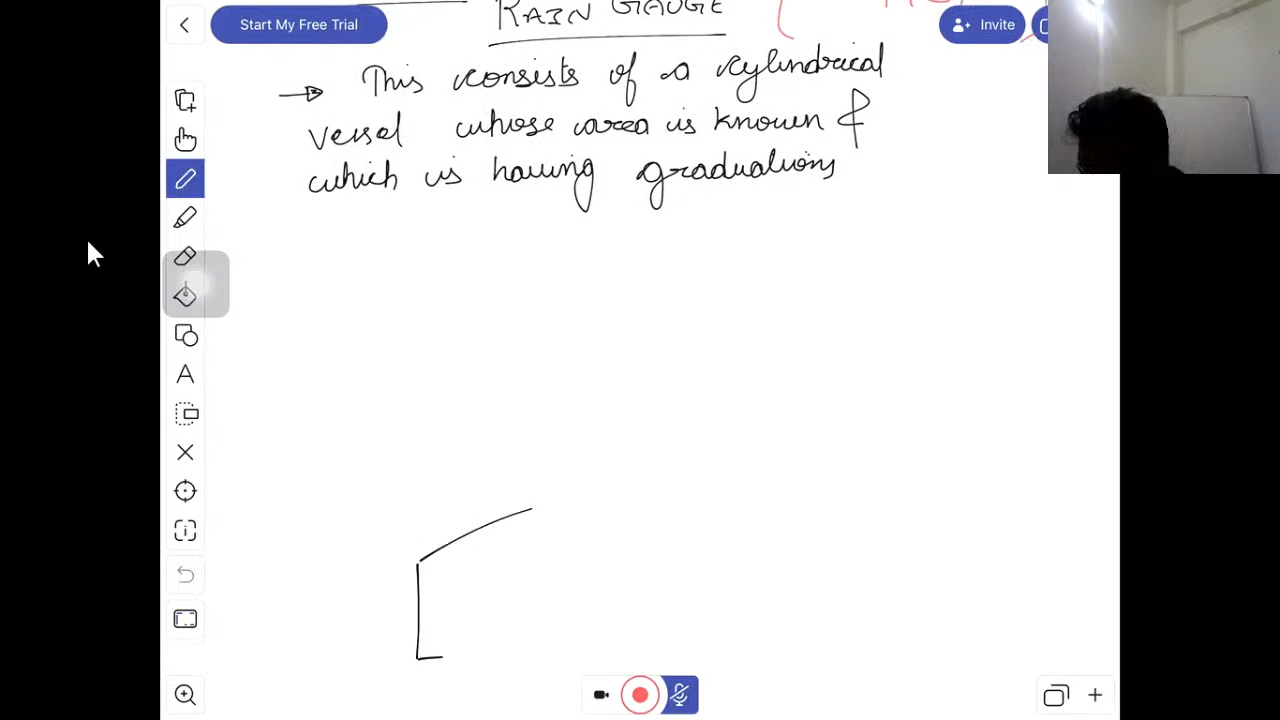 Start My Free Trial
RAIN GAUGE
Invite
This consists of a cylindrical
vessel whose area is known &
which is having graduations